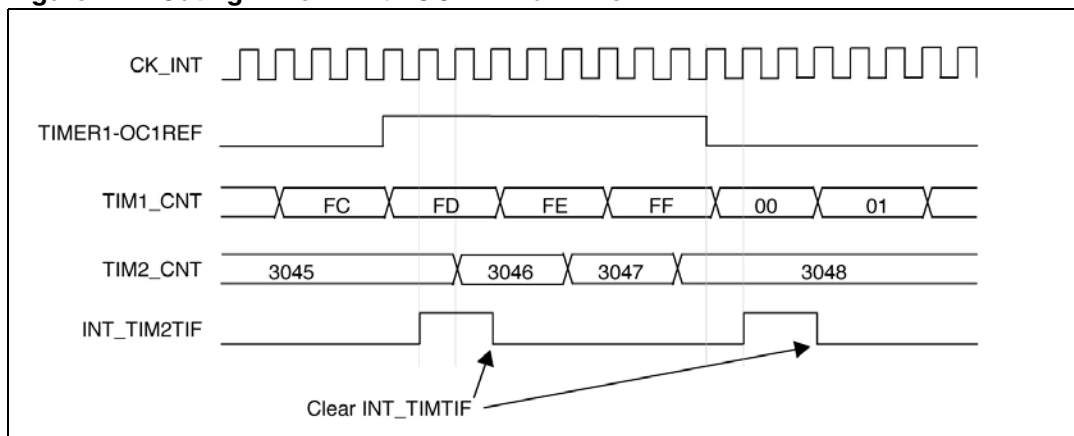 CK_INT
TIMER1-OC1REF
TIM1_CNT FC FD FE FF 00 01
TIM2_CNT 3045 3046 3047 3048
INT_TIM2TIF
Clear INT_TIMTIF